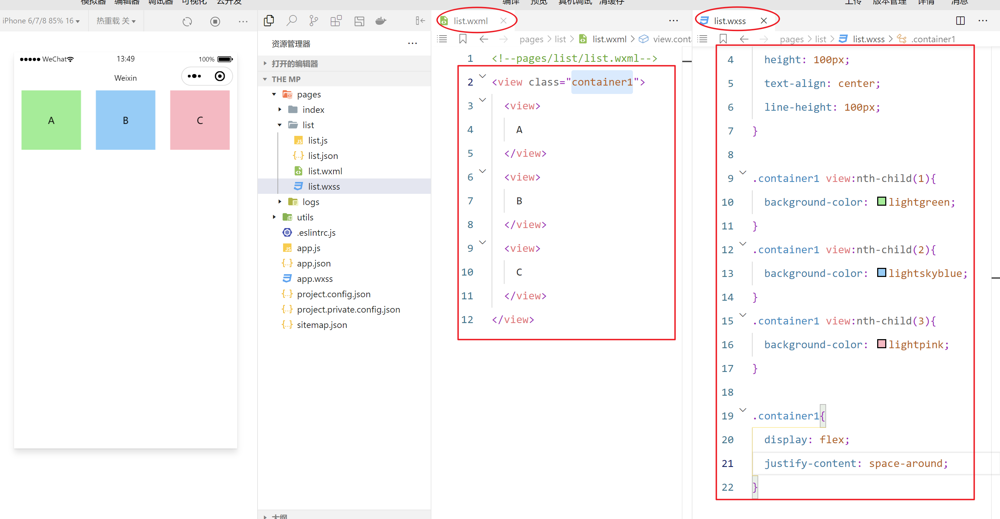 模拟器 编辑器 调试器 可视化 云开发
编译 预览 真机调试 清缓存
上传 版本管理 详情 消息
iPhone 6/7/8 85% 16
热重载 关
WeChat 13:49 100%
Weixin
A B C
资源管理器
打开的编辑器
THE MP
pages
index
list
list.js
list.json
list.wxml
list.wxss
logs
utils
.eslintrc.js
app.js
app.json
app.wxss
project.config.json
project.private.config.json
sitemap.json
大纲
list.wxml
pages > list > list.wxml > view.cont
1 <!--pages/list/list.wxml-->
2 <view class="container1">
3 <view>
4 A
5 </view>
6 <view>
7 B
8 </view>
9 <view>
10 C
11 </view>
12 </view>
list.wxss
pages > list > list.wxss > .container1
4 height: 100px;
5 text-align: center;
6 line-height: 100px;
7 }
8
9 .container1 view:nth-child(1){
10 background-color: lightgreen;
11 }
12 .container1 view:nth-child(2){
13 background-color: lightskyblue;
14 }
15 .container1 view:nth-child(3){
16 background-color: lightpink;
17 }
18
19 .container1{
20 display: flex;
21 justify-content: space-around;
22 }